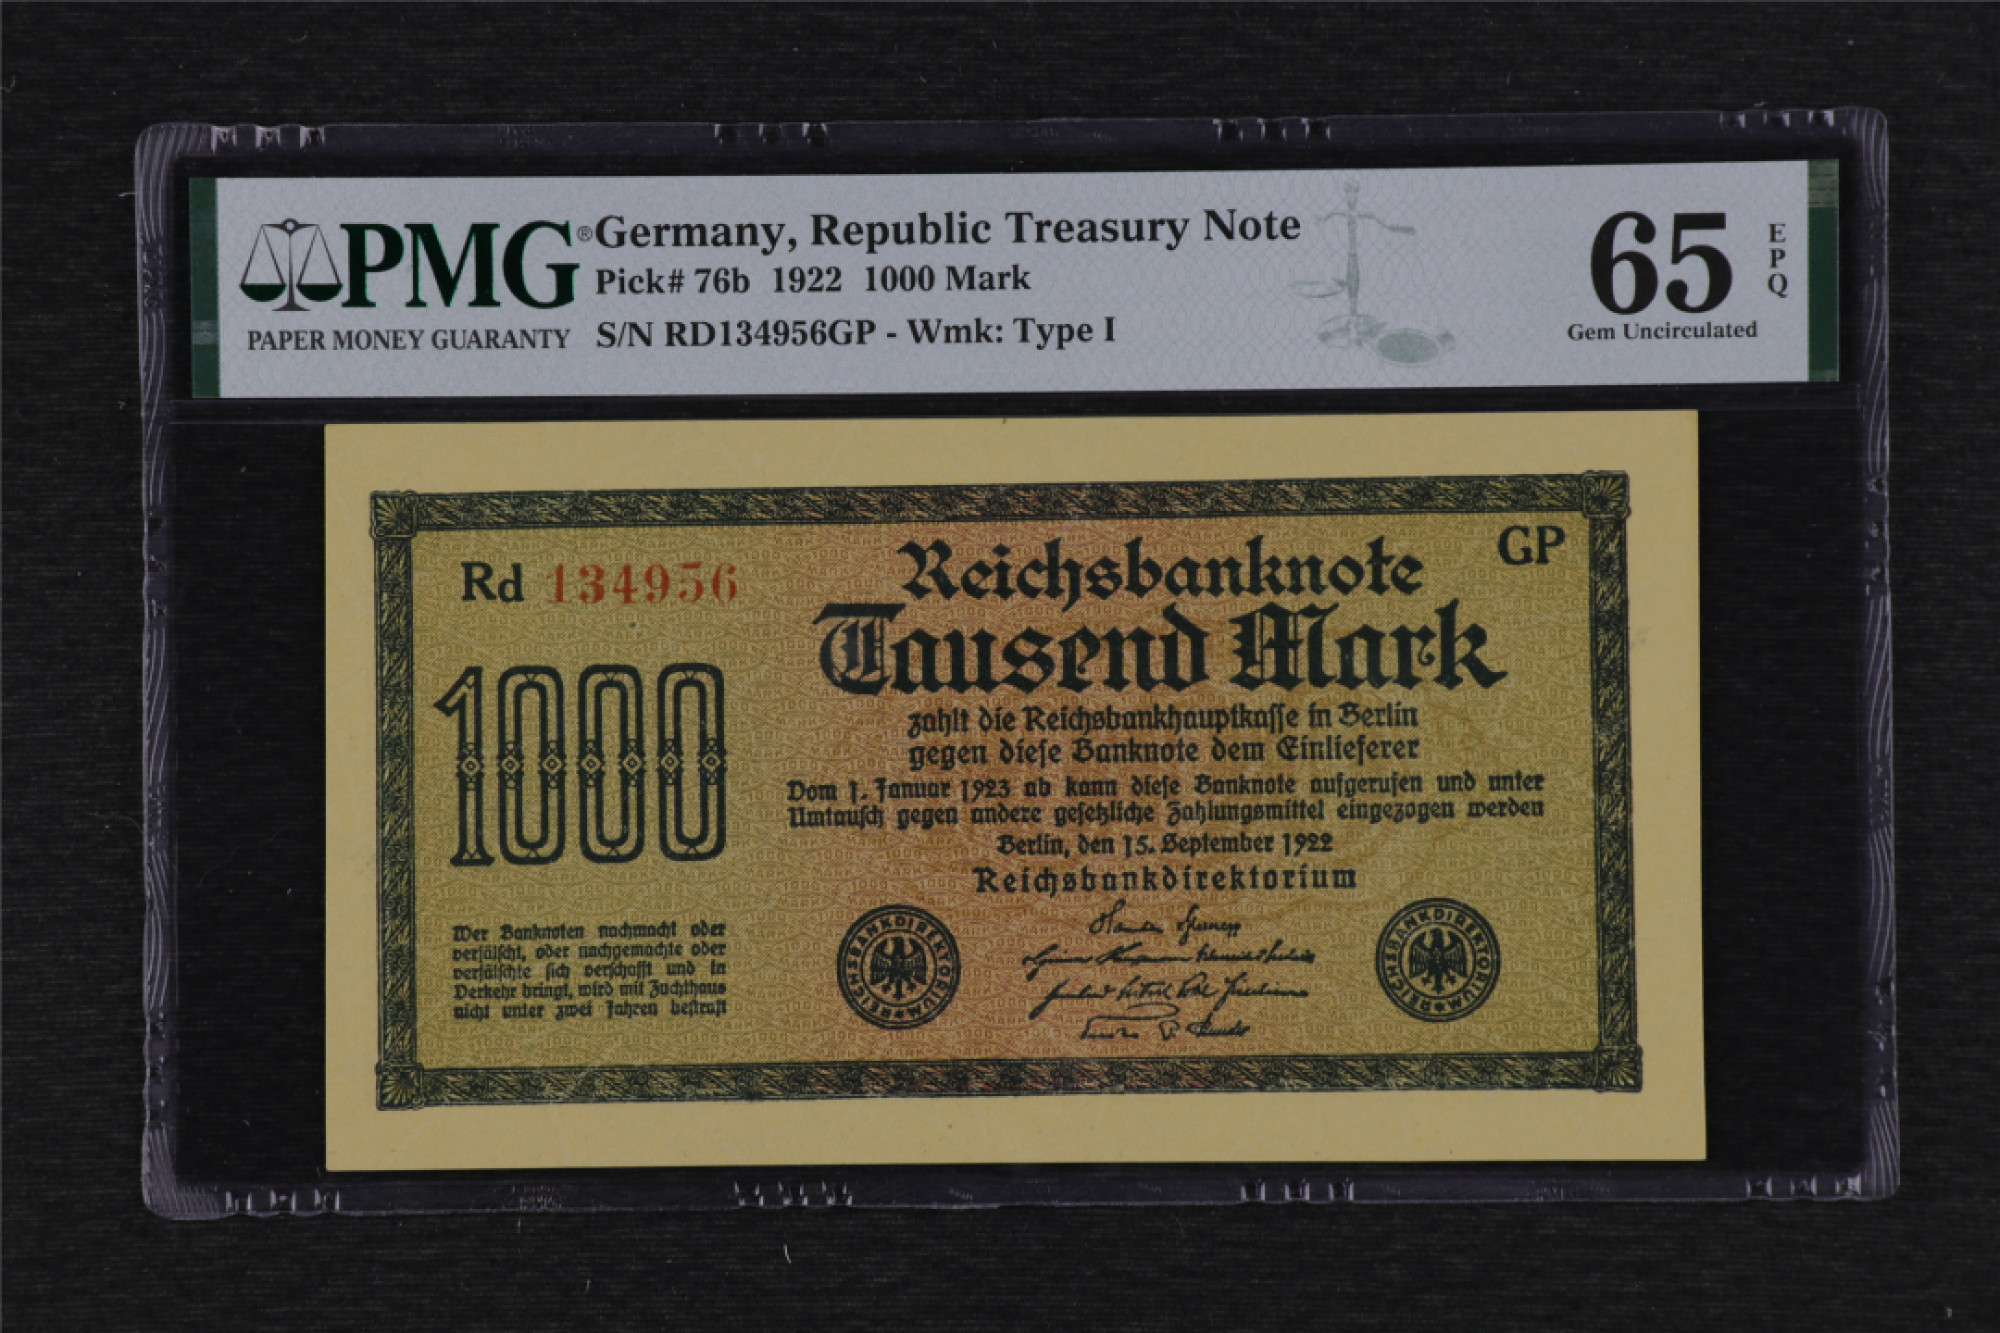 PMG®
PAPER MONEY GUARANTY
Germany, Republic Treasury Note
Pick# 76b 1922 1000 Mark
S/N RD134956GP - Wmk: Type I
65
EPQ
Gem Uncirculated
Rd 134956
GP
Reichsbanknote
Tausend Mark
1000
zahlt die Reichsbankhauptkasse in Berlin
gegen diese Banknote dem Einlieferer
Vom 1. Januar 1923 ab kann diese Banknote aufgerufen und unter
Umtausch gegen andere gesetzliche Zahlungsmittel eingezogen werden
Berlin, den 15. September 1922
Reichsbankdirektorium
Wer Banknoten nachmacht oder
verfälscht, oder nachgemachte oder
verfälschte sich verschafft und in
Verkehr bringt, wird mit Zuchthaus
nicht unter zwei Jahren bestraft
REICHSBANKDIREKTORIUM
REICHSBANKDIREKTORIUM